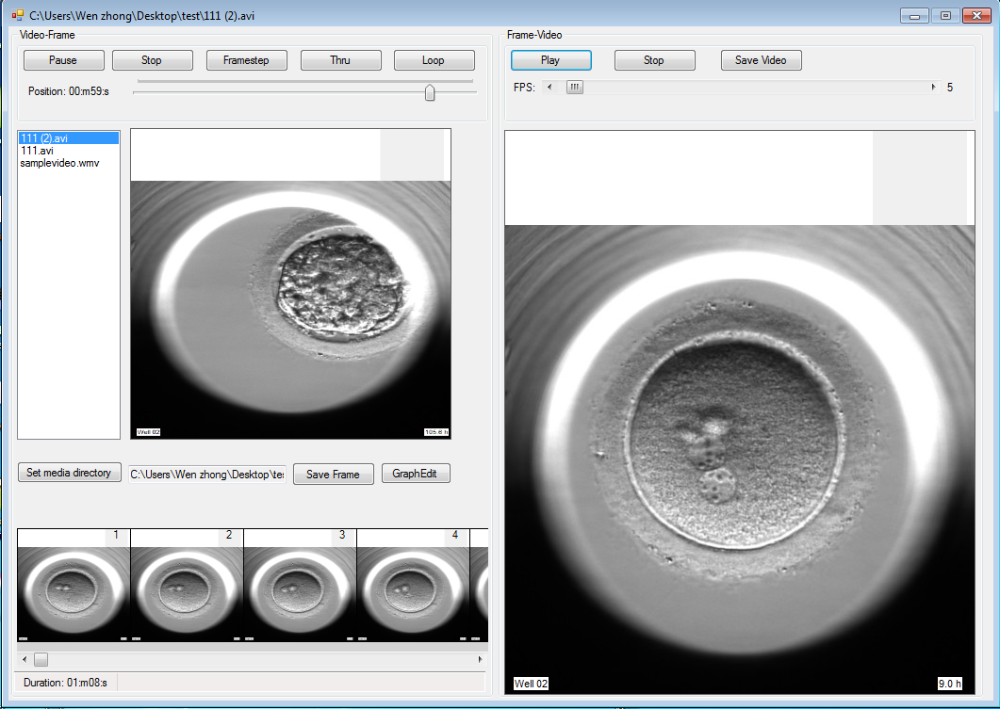 C:\Users\Wen zhong\Desktop\test\111 (2).avi
Video-Frame
Pause Stop Framestep Thru Loop
Position: 00:m59:s
111 (2).avi
111.avi
samplevideo.wmv
Well 02 105.6 h
Set media directory C:\Users\Wen zhong\Desktop\te Save Frame GraphEdit
1 2 3 4
Duration: 01:m08:s
Frame-Video
Play Stop Save Video
FPS: 5
Well 02 9.0 h